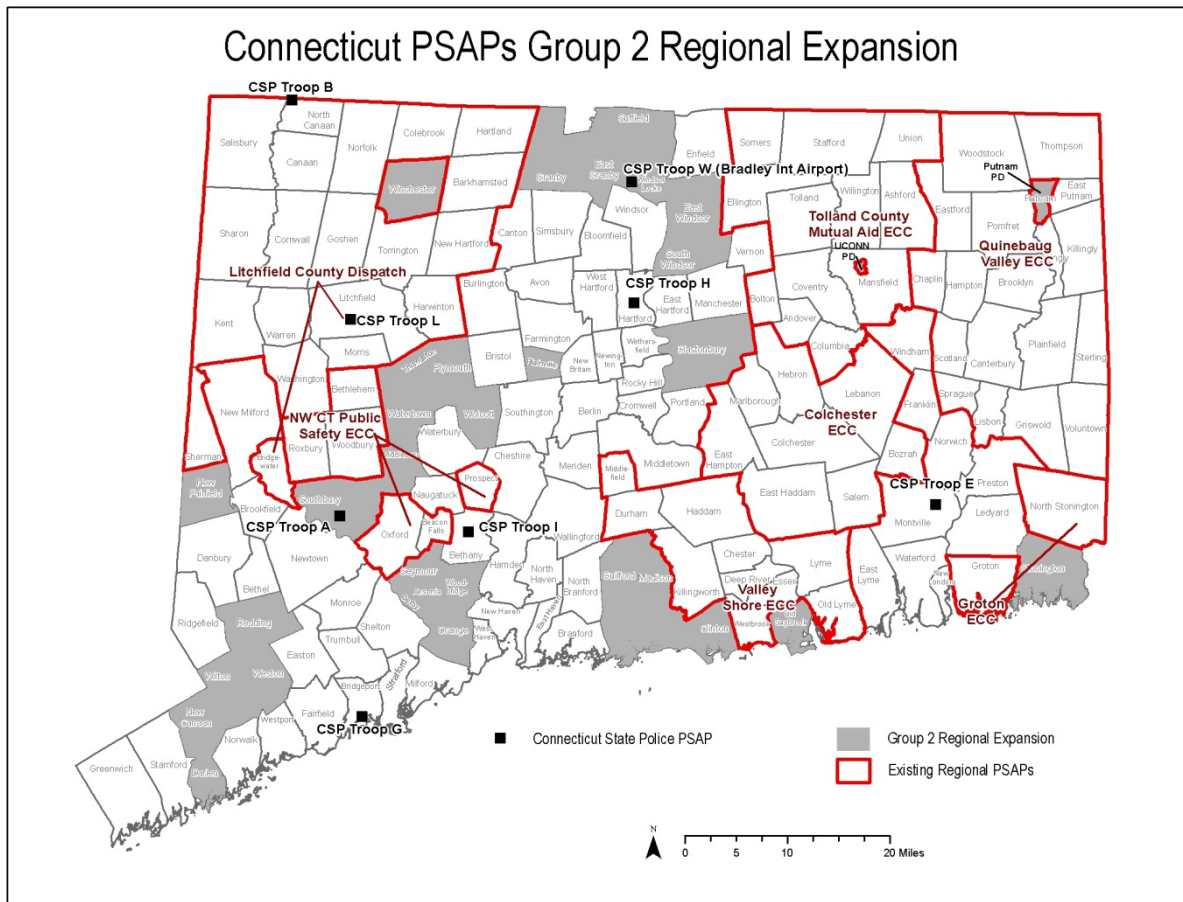 Connecticut PSAPs Group 2 Regional Expansion
CSP Troop B
North
Canaan
Salisbury
Canaan
Norfolk
Colebrook
Hartland
Winchester
Barkhamsted
Sharon
Cornwall
Goshen
Torrington
New Hartford
Litchfield County Dispatch
Litchfield
CSP Troop L
Harwinton
Kent
Warren
Morris
Washington
Bethlehem
New Milford
NW CT Public
Safety ECC
Roxbury
Woodbury
Bridge-
water
Sherman
New
Fairfield
Brookfield
Southbury
CSP Troop A
Suffield
Granby
East
Granby
CSP Troop W (Bradley Int Airport)
Windsor
Locks
Enfield
East
Windsor
Windsor
South
Windsor
Canton
Simsbury
Bloomfield
Burlington
Avon
West
Hartford
CSP Troop H
Hartford
East
Hartford
Manchester
Farmington
Bristol
Plymouth
Plainville
New
Britain
Newing-
ton
Wethers-
field
Glastonbury
Rocky Hill
Watertown
Wolcott
Southington
Berlin
Cromwell
Portland
Waterbury
Cheshire
Meriden
Middle-
field
Middletown
East
Hampton
Prospect
Naugatuck
Oxford
Beacon
Falls
CSP Troop I
Bethany
Wallingford
Durham
Haddam
Somers
Stafford
Union
Ellington
Tolland
Willington
Ashford
Tolland County
Mutual Aid ECC
UCONN
PD
Vernon
Mansfield
Bolton
Coventry
Andover
Columbia
Woodstock
Thompson
Putnam
PD
Putnam
East
Putnam
Eastford
Pomfret
Killingly
Quinebaug
Valley ECC
Chaplin
Hampton
Brooklyn
Windham
Scotland
Canterbury
Plainfield
Sterling
Hebron
Lebanon
Marlborough
Colchester
ECC
Colchester
Franklin
Sprague
Lisbon
Griswold
Voluntown
Norwich
Bozrah
Preston
East Haddam
Salem
CSP Troop E
Montville
Ledyard
North Stonington
Danbury
Bethel
Newtown
Seymour
Ansonia
Wood-
bridge
Derby
Hamden
North
Haven
North
Branford
Guilford
Madison
Killingworth
Chester
Deep River
Essex
Lyme
East
Lyme
Waterford
New
London
Groton
Stonington
Groton
ECC
Valley
Shore ECC
Clinton
Westbrook
Old
Saybrook
Old Lyme
Ridgefield
Redding
Monroe
Shelton
Trumbull
Orange
New Haven
West
Haven
East Haven
Branford
Easton
Wilton
Weston
Bridgeport
Stratford
Milford
New
Canaan
Westport
Fairfield
CSP Troop G
Norwalk
Greenwich
Stamford
Darien
Connecticut State Police PSAP
Group 2 Regional Expansion
Existing Regional PSAPs
N
0 5 10 20 Miles